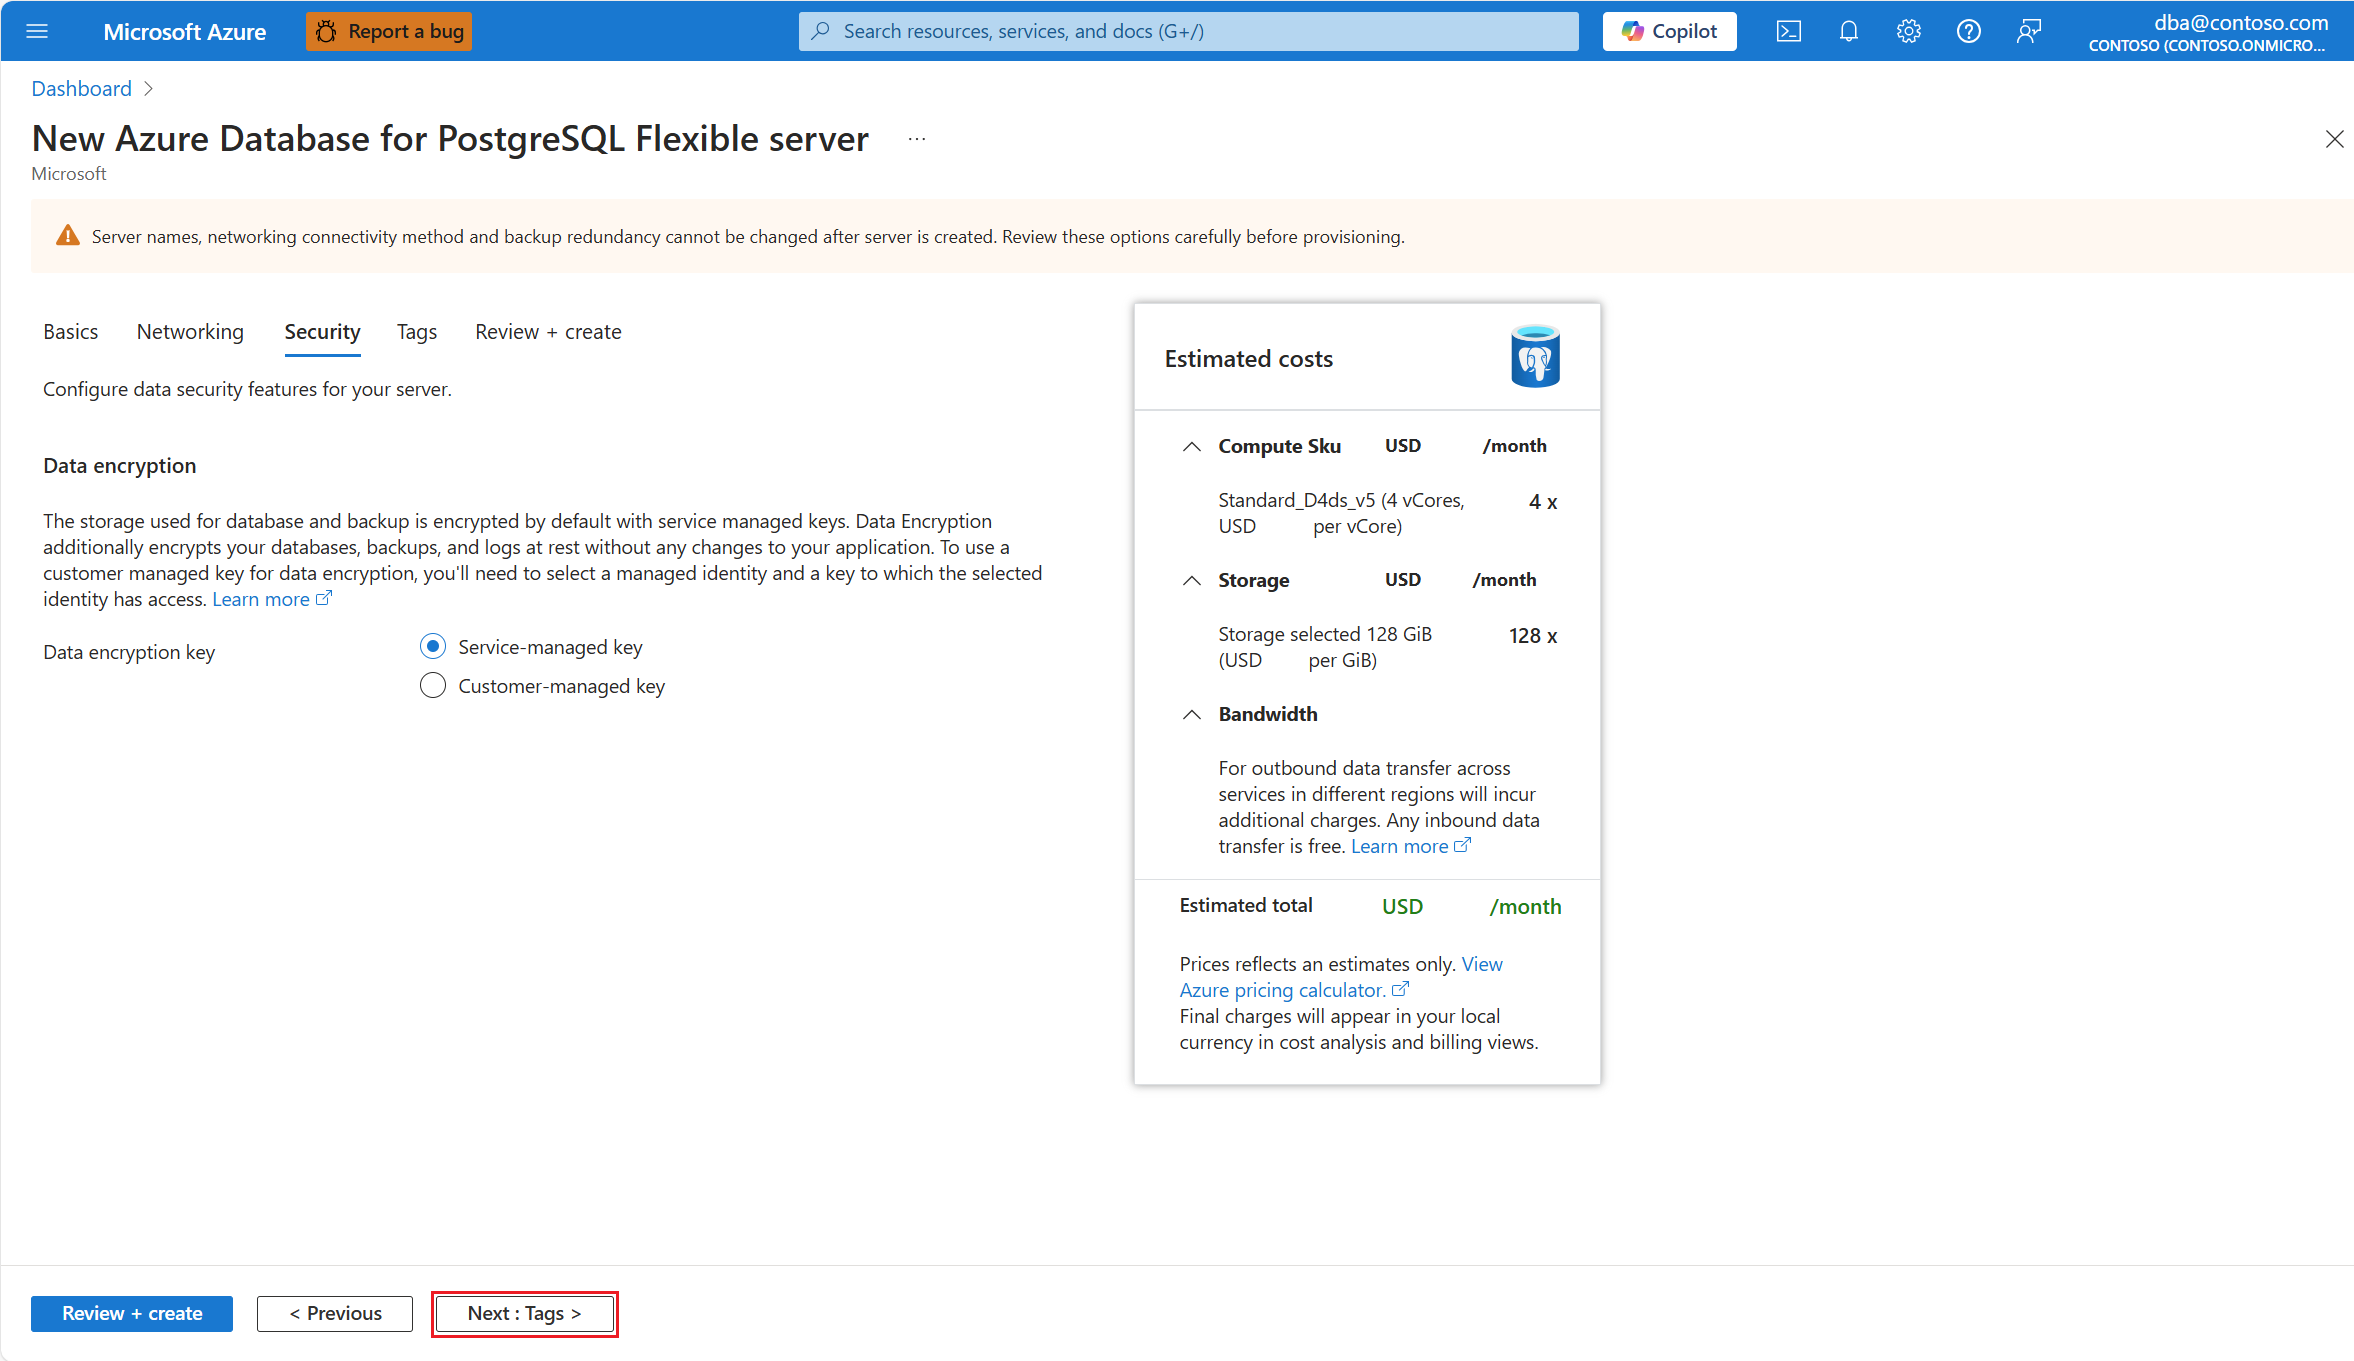 Microsoft Azure
Report a bug
Search resources, services, and docs (G+/)
Copilot
dba@contoso.com
CONTOSO (CONTOSO.ONMICRO...
Dashboard
New Azure Database for PostgreSQL Flexible server ...
Microsoft
Server names, networking connectivity method and backup redundancy cannot be changed after server is created. Review these options carefully before provisioning.
Basics Networking Security Tags Review + create
Configure data security features for your server.
Data encryption
The storage used for database and backup is encrypted by default with service managed keys. Data Encryption
additionally encrypts your databases, backups, and logs at rest without any changes to your application. To use a
customer managed key for data encryption, you'll need to select a managed identity and a key to which the selected
identity has access. Learn more
Data encryption key
Service-managed key
Customer-managed key
Estimated costs
Compute Sku USD /month
Standard_D4ds_v5 (4 vCores, 4 x
USD per vCore)
Storage USD /month
Storage selected 128 GiB 128 x
(USD per GiB)
Bandwidth
For outbound data transfer across
services in different regions will incur
additional charges. Any inbound data
transfer is free. Learn more
Estimated total USD /month
Prices reflects an estimates only. View
Azure pricing calculator.
Final charges will appear in your local
currency in cost analysis and billing views.
Review + create
< Previous
Next : Tags >